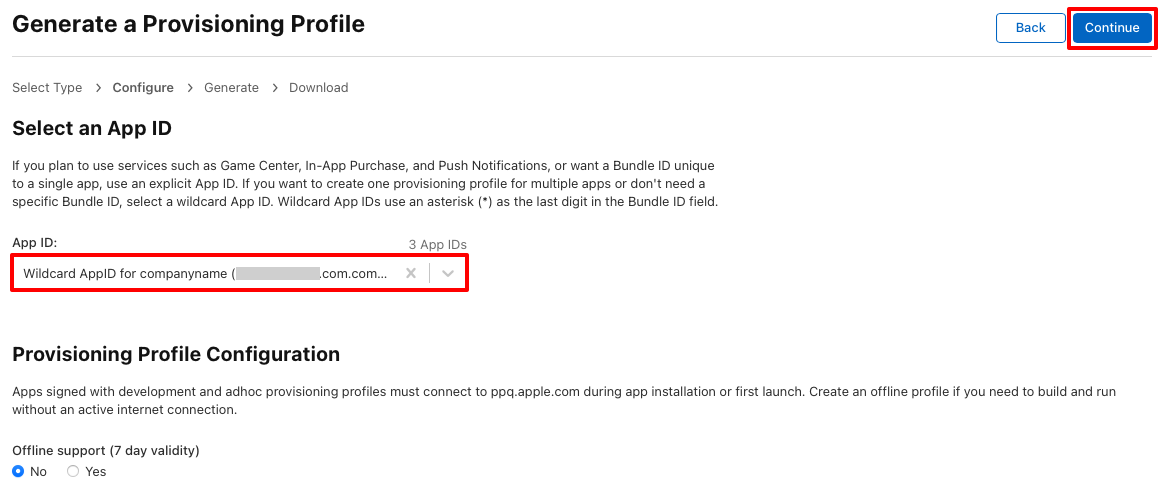 Generate a Provisioning Profile
Back
Continue
Select Type > Configure > Generate > Download
Select an App ID
If you plan to use services such as Game Center, In-App Purchase, and Push Notifications, or want a Bundle ID unique
to a single app, use an explicit App ID. If you want to create one provisioning profile for multiple apps or don't need a
specific Bundle ID, select a wildcard App ID. Wildcard App IDs use an asterisk (*) as the last digit in the Bundle ID field.
App ID:
3 App IDs
Wildcard AppID for companyname ( .com.com...
Provisioning Profile Configuration
Apps signed with development and adhoc provisioning profiles must connect to ppq.apple.com during app installation or first launch. Create an offline profile if you need to build and run
without an active internet connection.
Offline support (7 day validity)
No
Yes